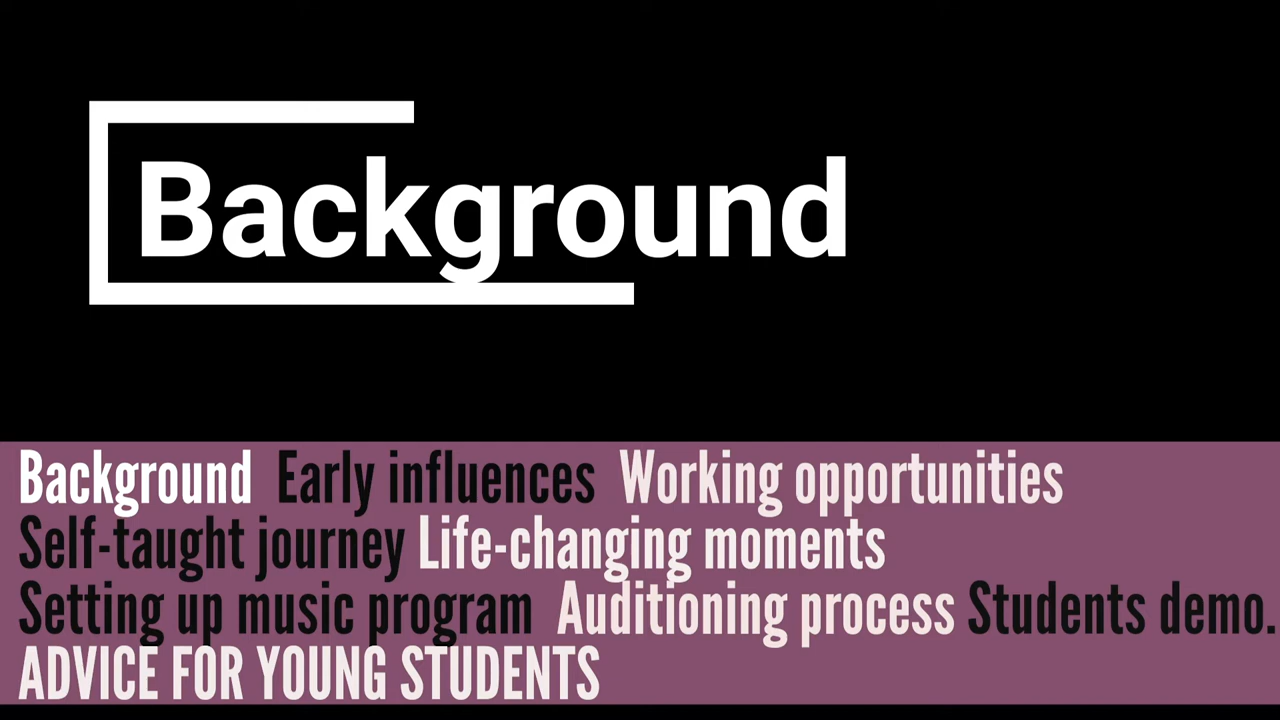 Background
Background Early influences Working opportunities
Self-taught journey Life-changing moments
Setting up music program Auditioning process Students demo.
ADVICE FOR YOUNG STUDENTS